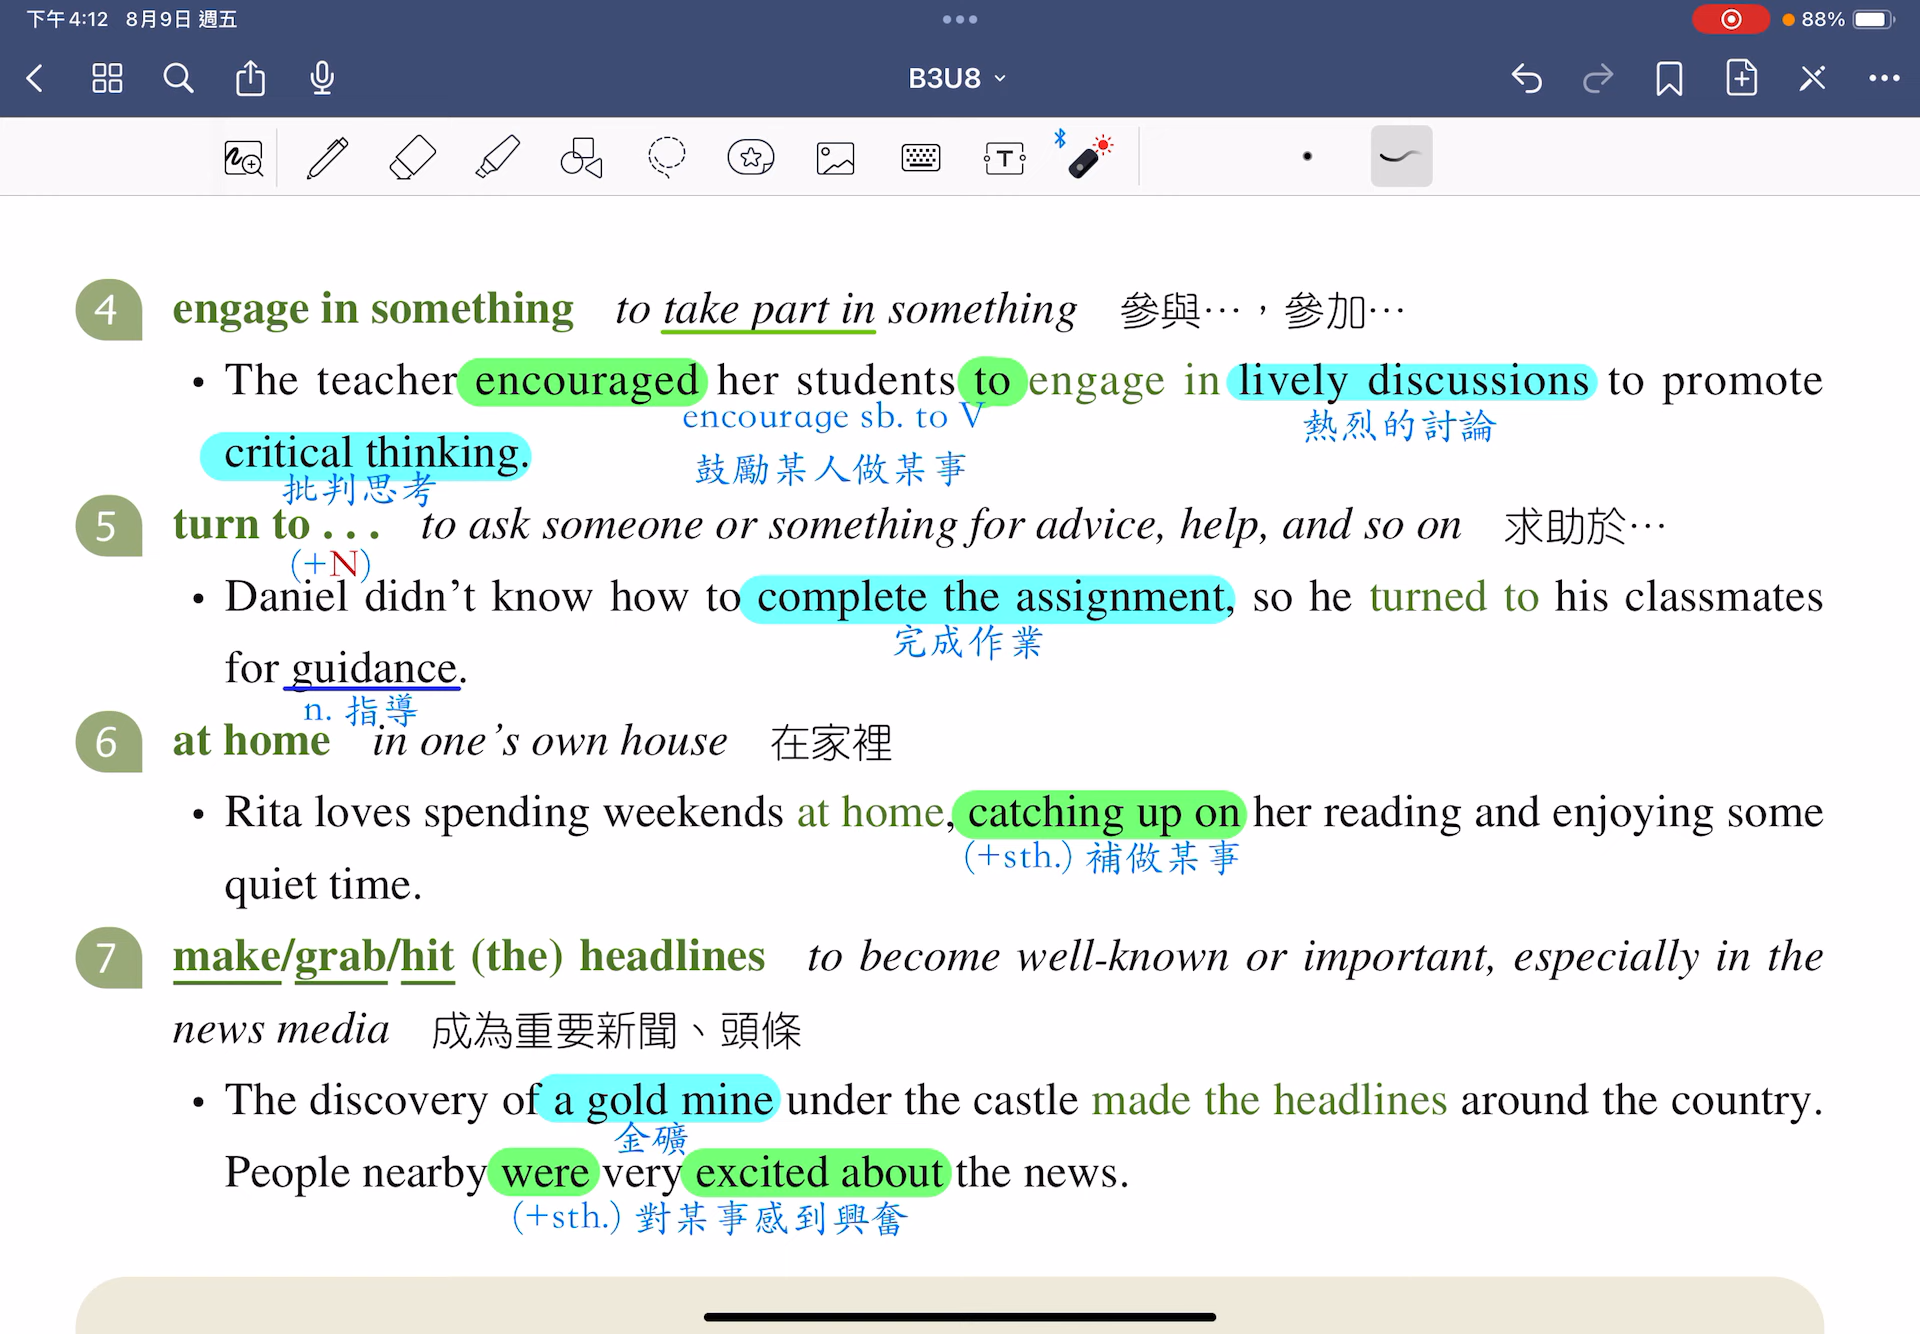 下午4:12 8月9日 週五
88%
B3U8
4 engage in something to take part in something 參與…，參加…
• The teacher encouraged her students to engage in lively discussions to promote
encourage sb. to V 熱烈的討論
critical thinking.
鼓勵某人做某事
批判思考
5 turn to . . . to ask someone or something for advice, help, and so on 求助於…
(+N)
• Daniel didn’t know how to complete the assignment, so he turned to his classmates
完成作業
for guidance.
n. 指導
6 at home in one’s own house 在家裡
• Rita loves spending weekends at home, catching up on her reading and enjoying some
(+sth.) 補做某事
quiet time.
7 make/grab/hit (the) headlines to become well-known or important, especially in the
news media 成為重要新聞、頭條
• The discovery of a gold mine under the castle made the headlines around the country.
金礦
People nearby were very excited about the news.
(+sth.) 對某事感到興奮